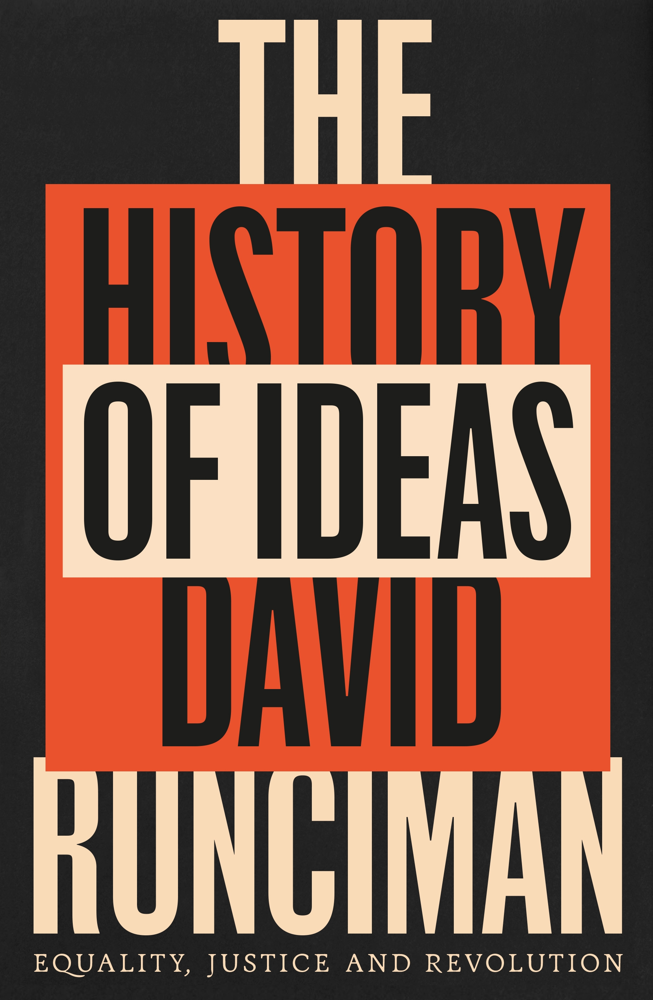 THE
HISTORY
OF IDEAS
DAVID
RUNCIMAN
EQUALITY, JUSTICE AND REVOLUTION